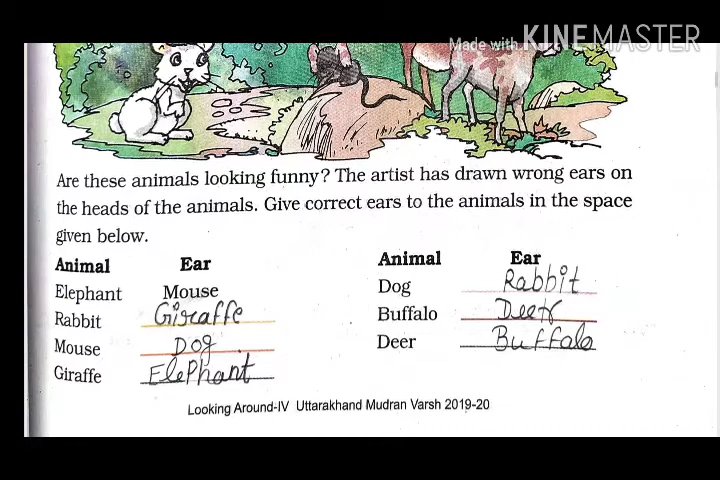 Made with KINEMASTER
Are these animals looking funny? The artist has drawn wrong ears on
the heads of the animals. Give correct ears to the animals in the space
given below.
Animal Ear
Elephant Mouse
Rabbit Giraffe
Mouse Dog
Giraffe Elephant
Animal Ear
Dog Rabbit
Buffalo Deer
Deer Buffalo
Looking Around-IV Uttarakhand Mudran Varsh 2019-20